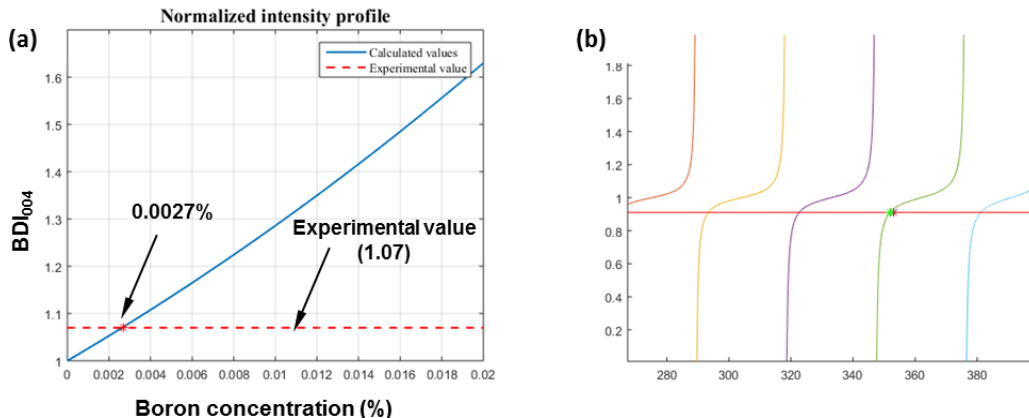 (a)
Normalized intensity profile
Calculated values
Experimental value
1.6
1.5
1.4
1.3
1.2
1.1
1
BDI004
0.0027%
Experimental value
(1.07)
0 0.002 0.004 0.006 0.008 0.01 0.012 0.014 0.016 0.018 0.02
Boron concentration (%)
(b)
1.8
1.6
1.4
1.2
1
0.8
0.6
0.4
0.2
280 300 320 340 360 380